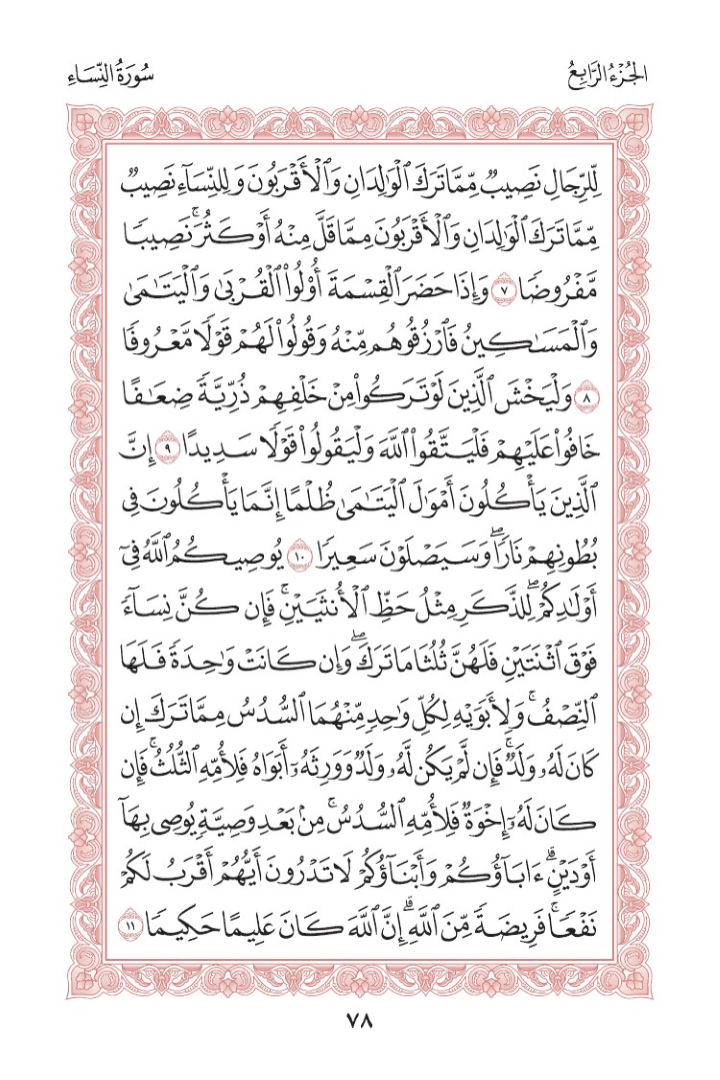 الجُزْءُ الرَّابِعُ
سُورَةُ النِّسَاءِ
لِّلرِّجَالِ نَصِيبٌ مِّمَّا تَرَكَ ٱلْوَٰلِدَانِ وَٱلْأَقْرَبُونَ وَلِلنِّسَآءِ نَصِيبٌ
مِّمَّا تَرَكَ ٱلْوَٰلِدَانِ وَٱلْأَقْرَبُونَ مِمَّا قَلَّ مِنْهُ أَوْ كَثُرَ ۚ نَصِيبًا
مَّفْرُوضًا ٧ وَإِذَا حَضَرَ ٱلْقِسْمَةَ أُو۟لُوا۟ ٱلْقُرْبَىٰ وَٱلْيَتَـٰمَىٰ
وَٱلْمَسَـٰكِينُ فَٱرْزُقُوهُم مِّنْهُ وَقُولُوا۟ لَهُمْ قَوْلًا مَّعْرُوفًا
٨ وَلْيَخْشَ ٱلَّذِينَ لَوْ تَرَكُوا۟ مِنْ خَلْفِهِمْ ذُرِّيَّةً ضِعَـٰفًا
خَافُوا۟ عَلَيْهِمْ فَلْيَتَّقُوا۟ ٱللَّهَ وَلْيَقُولُوا۟ قَوْلًا سَدِيدًا ٩ إِنَّ
ٱلَّذِينَ يَأْكُلُونَ أَمْوَٰلَ ٱلْيَتَـٰمَىٰ ظُلْمًا إِنَّمَا يَأْكُلُونَ فِى
بُطُونِهِمْ نَارًا ۖ وَسَيَصْلَوْنَ سَعِيرًا ١٠ يُوصِيكُمُ ٱللَّهُ فِىٓ
أَوْلَـٰدِكُمْ ۖ لِلذَّكَرِ مِثْلُ حَظِّ ٱلْأُنثَيَيْنِ ۚ فَإِن كُنَّ نِسَآءً
فَوْقَ ٱثْنَتَيْنِ فَلَهُنَّ ثُلُثَا مَا تَرَكَ ۖ وَإِن كَانَتْ وَٰحِدَةً فَلَهَا
ٱلنِّصْفُ ۚ وَلِأَبَوَيْهِ لِكُلِّ وَٰحِدٍ مِّنْهُمَا ٱلسُّدُسُ مِمَّا تَرَكَ إِن
كَانَ لَهُۥ وَلَدٌ ۚ فَإِن لَّمْ يَكُن لَّهُۥ وَلَدٌ وَوَرِثَهُۥٓ أَبَوَاهُ فَلِأُمِّهِ ٱلثُّلُثُ ۚ فَإِن
كَانَ لَهُۥٓ إِخْوَةٌ فَلِأُمِّهِ ٱلسُّدُسُ ۚ مِنۢ بَعْدِ وَصِيَّةٍ يُوصِى بِهَآ
أَوْ دَيْنٍ ۗ ءَابَآؤُكُمْ وَأَبْنَآؤُكُمْ لَا تَدْرُونَ أَيُّهُمْ أَقْرَبُ لَكُمْ
نَفْعًا ۚ فَرِيضَةً مِّنَ ٱللَّهِ ۗ إِنَّ ٱللَّهَ كَانَ عَلِيمًا حَكِيمًا ١١
٧٨